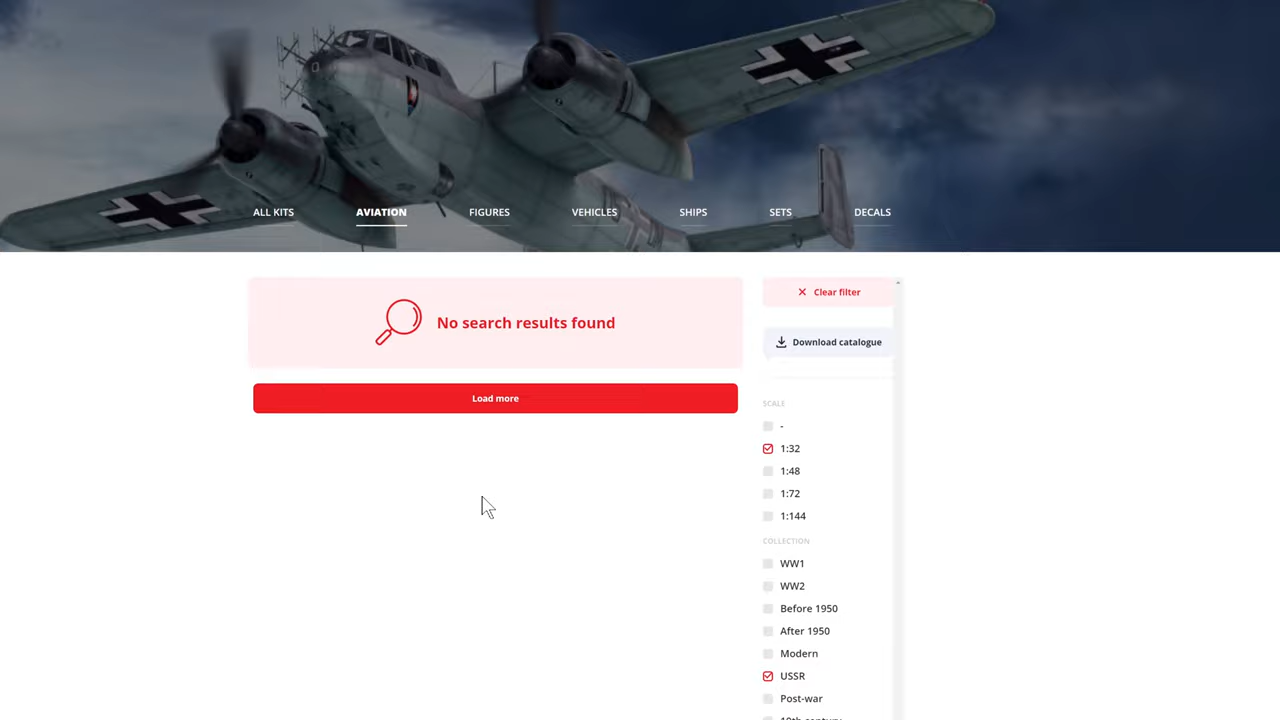 ALL KITS
AVIATION
FIGURES
VEHICLES
SHIPS
SETS
DECALS
No search results found
Load more
Clear filter
Download catalogue
SCALE
-
1:32
1:48
1:72
1:144
COLLECTION
WW1
WW2
Before 1950
After 1950
Modern
USSR
Post-war